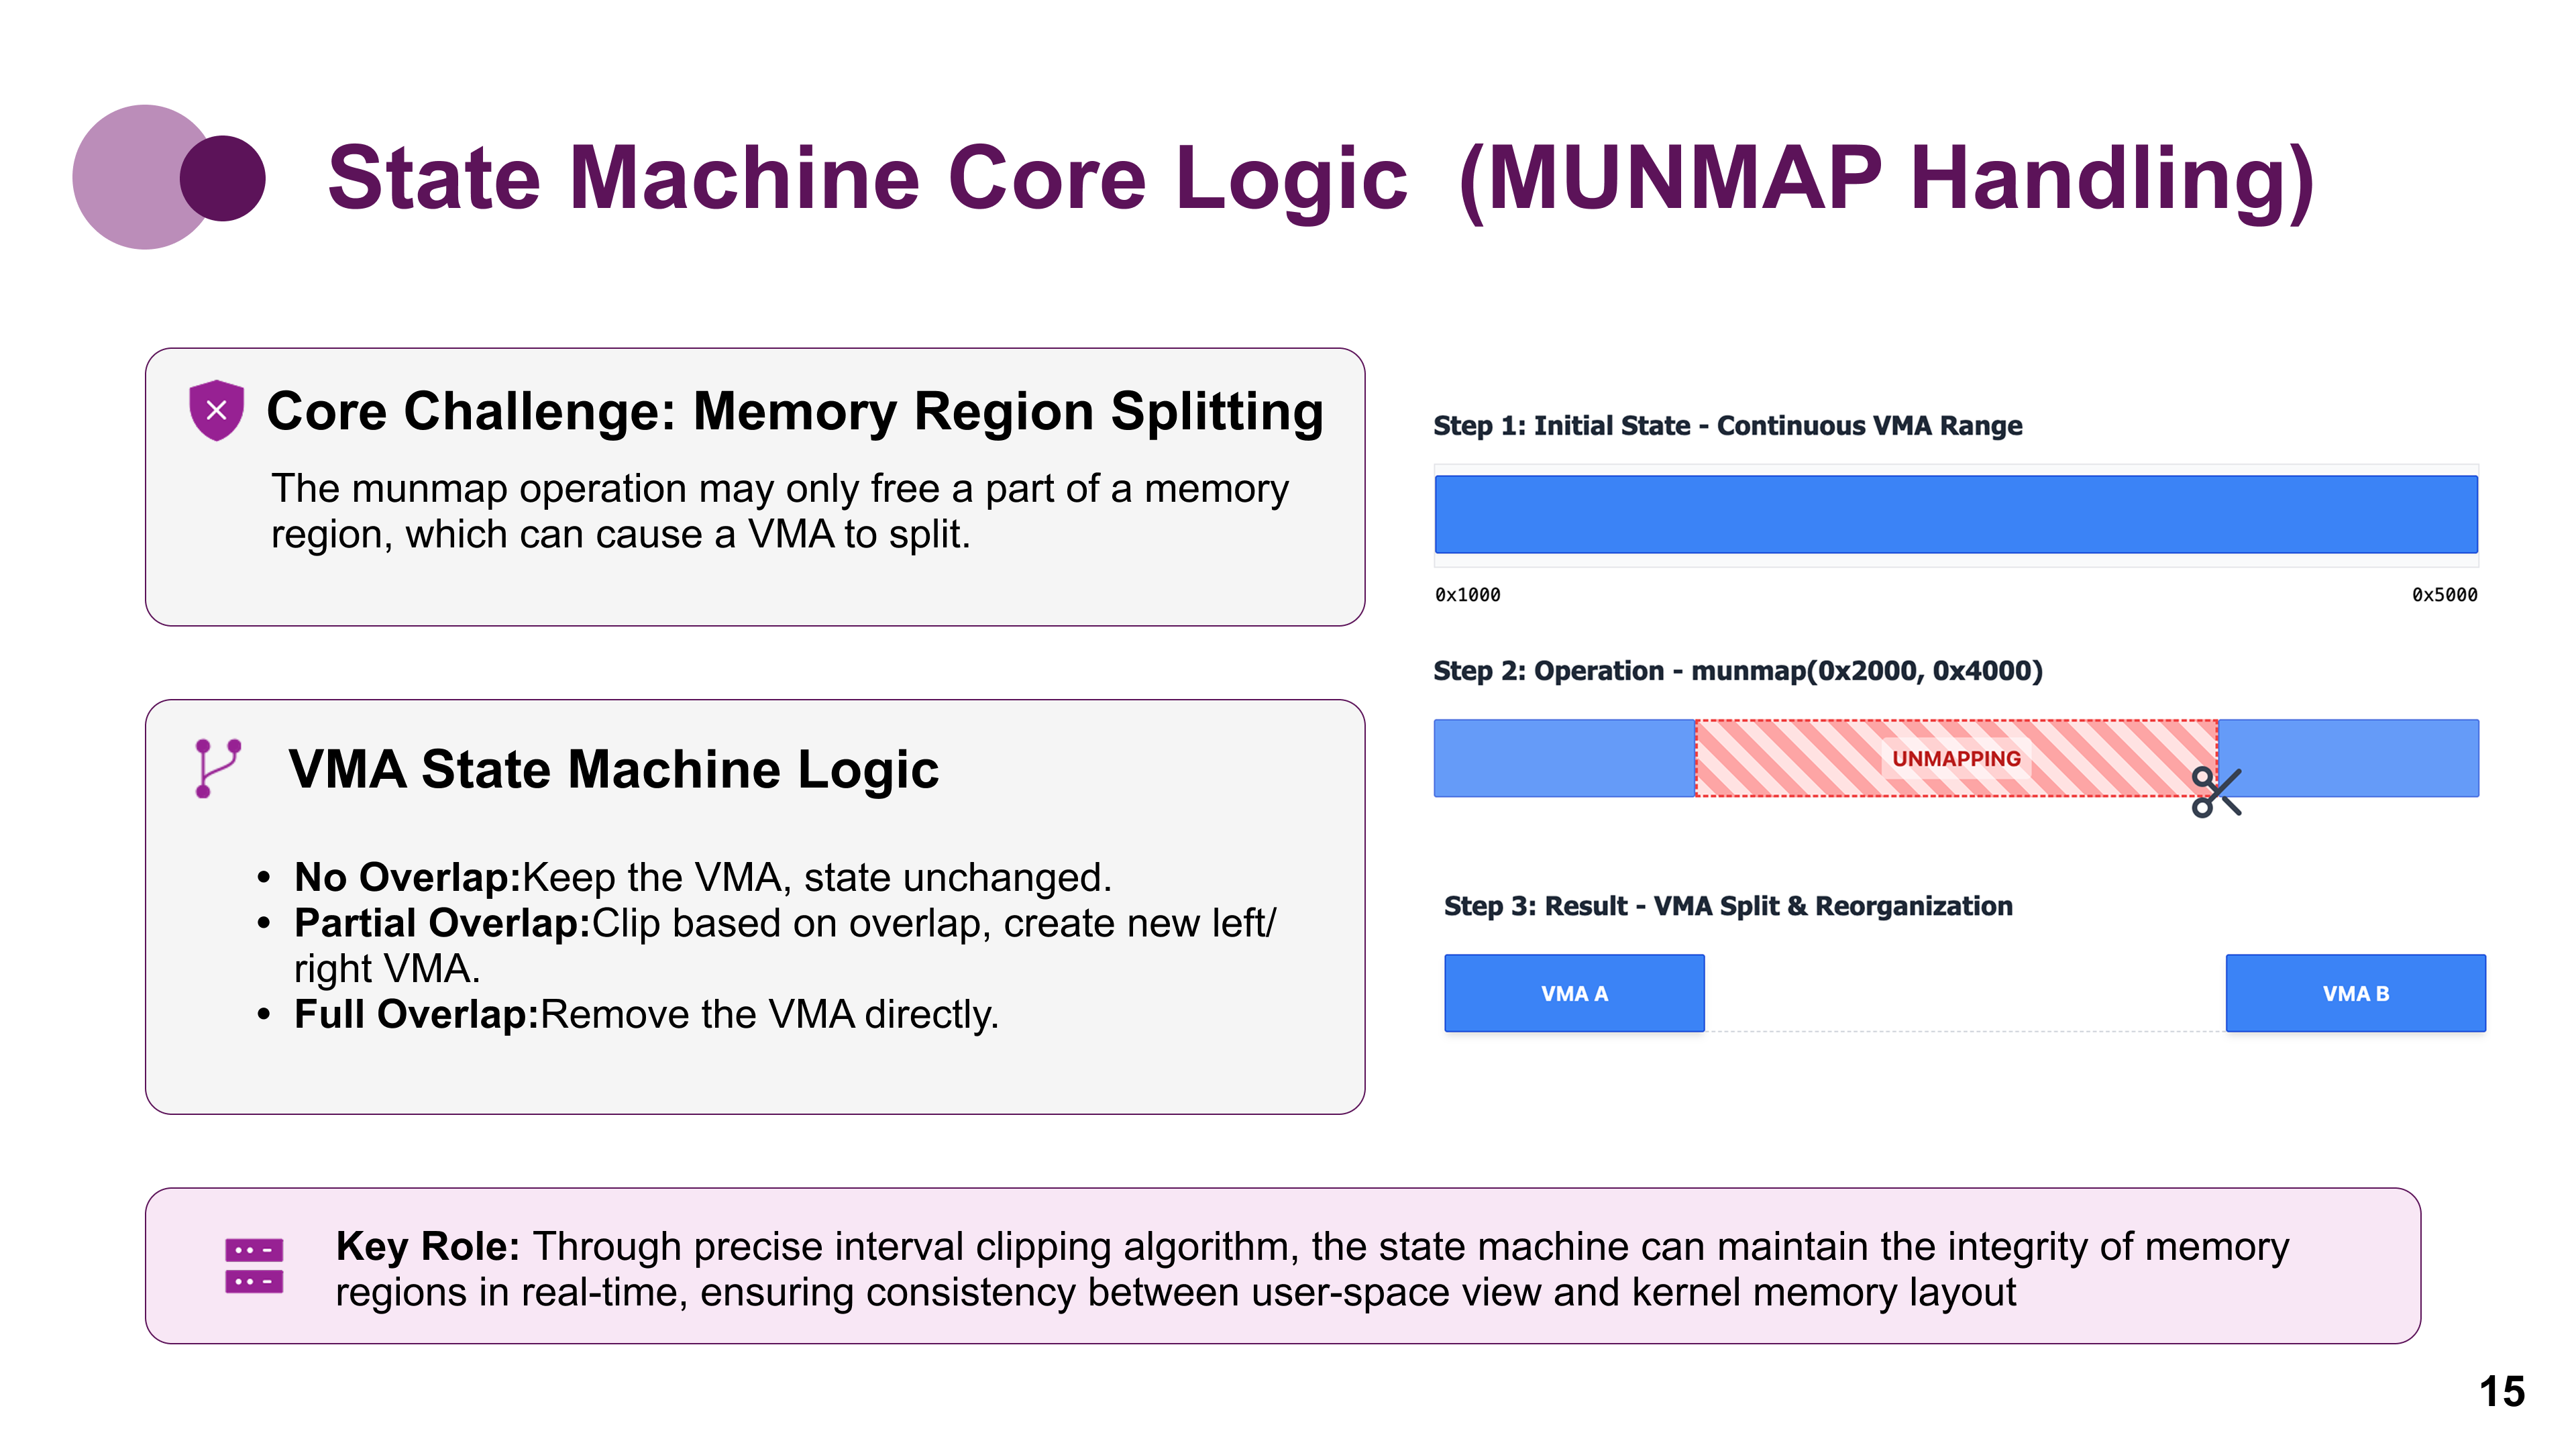 State Machine Core Logic (MUNMAP Handling)
Core Challenge: Memory Region Splitting
The munmap operation may only free a part of a memory
region, which can cause a VMA to split.
VMA State Machine Logic
• No Overlap:Keep the VMA, state unchanged.
• Partial Overlap:Clip based on overlap, create new left/
right VMA.
• Full Overlap:Remove the VMA directly.
Step 1: Initial State - Continuous VMA Range
0x1000 0x5000
Step 2: Operation - munmap(0x2000, 0x4000)
UNMAPPING
Step 3: Result - VMA Split & Reorganization
VMA A VMA B
Key Role: Through precise interval clipping algorithm, the state machine can maintain the integrity of memory
regions in real-time, ensuring consistency between user-space view and kernel memory layout
15